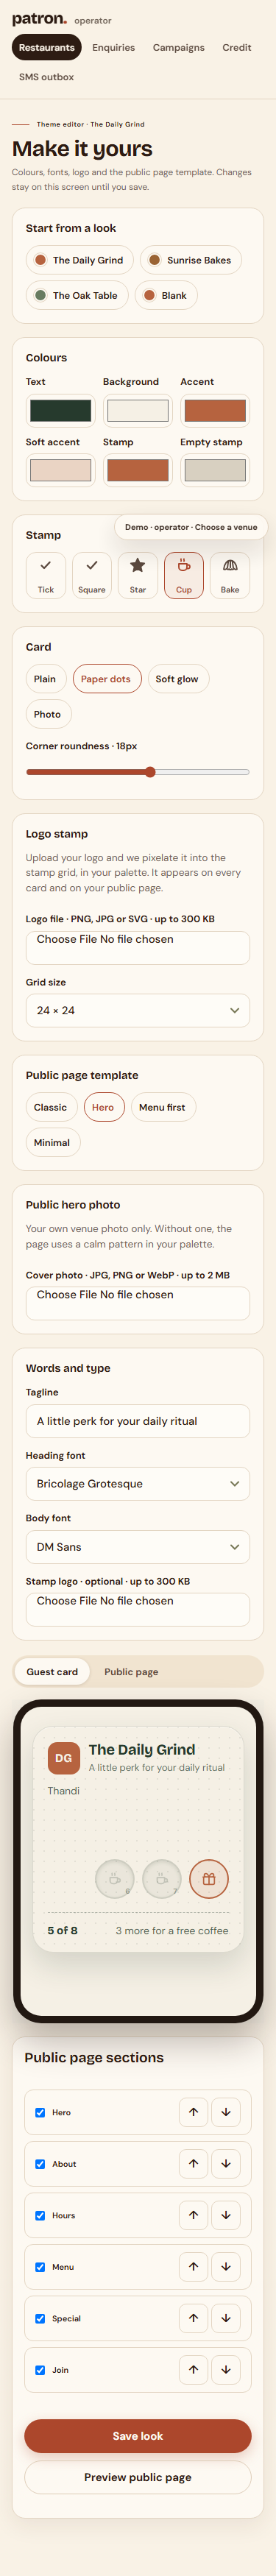 patron. operator
Restaurants Enquiries Campaigns Credit
SMS outbox
Theme editor · The Daily Grind
Make it yours
Colours, fonts, logo and the public page template. Changes
stay on this screen until you save.
Start from a look
The Daily Grind Sunrise Bakes
The Oak Table Blank
Colours
Text Background Accent
Soft accent Stamp Empty stamp
Demo · operator · Choose a venue
Stamp
Tick Square Star Cup Bake
Card
Plain Paper dots Soft glow
Photo
Corner roundness · 18px
Logo stamp
Upload your logo and we pixelate it into the
stamp grid, in your palette. It appears on every
card and on your public page.
Logo file · PNG, JPG or SVG · up to 300 KB
Choose File No file chosen
Grid size
24 × 24
Public page template
Classic Hero Menu first
Minimal
Public hero photo
Your own venue photo only. Without one, the
page uses a calm pattern in your palette.
Cover photo · JPG, PNG or WebP · up to 2 MB
Choose File No file chosen
Words and type
Tagline
A little perk for your daily ritual
Heading font
Bricolage Grotesque
Body font
DM Sans
Stamp logo · optional · up to 300 KB
Choose File No file chosen
Guest card Public page
DG The Daily Grind
A little perk for your daily ritual
Thandi
6 7
5 of 8 3 more for a free coffee
Public page sections
Hero
About
Hours
Menu
Special
Join
Save look
Preview public page